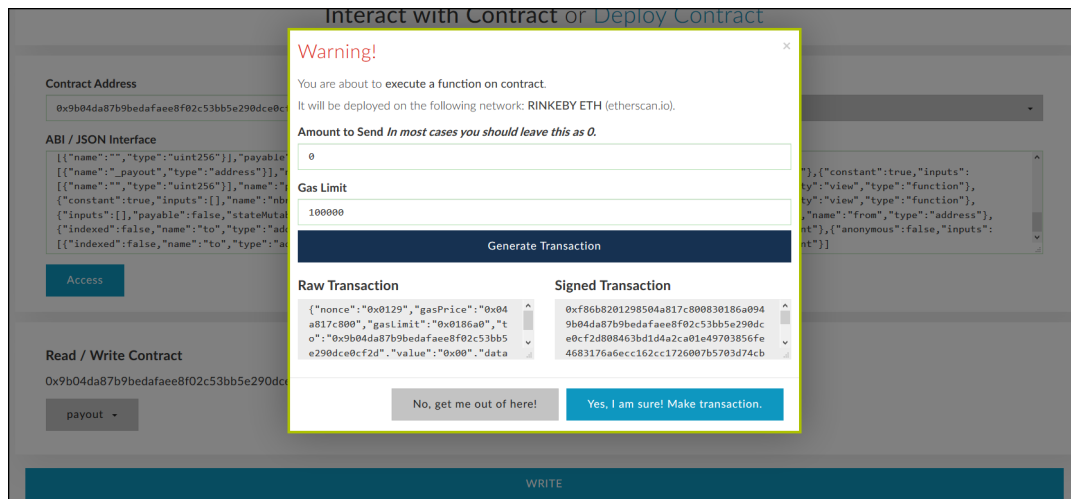 Interact with Contract or Deploy Contract
Warning!
×
You are about to execute a function on contract.
It will be deployed on the following network: RINKEBY ETH (etherscan.io).
Amount to Send In most cases you should leave this as 0.
0
Gas Limit
100000
Generate Transaction
Raw Transaction
{"nonce":"0x0129","gasPrice":"0x04
a817c800","gasLimit":"0x0186a0","t
o":"0x9b04da87b9bedafaee8f02c53bb5
e290dce0cf2d"."value":"0x00"."data
Signed Transaction
0xf86b8201298504a817c800830186a094
9b04da87b9bedafaee8f02c53bb5e290dc
e0cf2d808463bd1d4a2ca01e49703856fe
4683176a6ecc162cc1726007b5703d74cb
No, get me out of here!
Yes, I am sure! Make transaction.
Contract Address
0x9b04da87b9bedafaee8f02c53bb5e290dce0cf
ABI / JSON Interface
[{"name":"","type":"uint256"}],"payable"
[{"name":"_payout","type":"address"}],"
"},{"constant":true,"inputs":
[{"name":"","type":"uint256"}],"name":"
ty":"view","type":"function"},
{"constant":true,"inputs":[],"name":"nb
ty":"view","type":"function"},
{"inputs":[],"payable":false,"stateMutab
,"name":"from","type":"address"},
{"indexed":false,"name":"to","type":"add
nt"},{"anonymous":false,"inputs":
[{"indexed":false,"name":"to","type":"a
nt"}]
Access
Read / Write Contract
0x9b04da87b9bedafaee8f02c53bb5e290dce
payout
WRITE